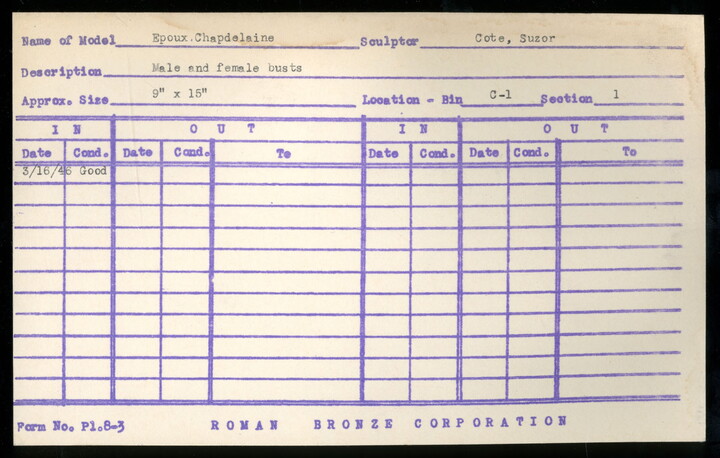 Name of Model Epoux.Chapdelaine Sculptor Cote, Suzor
Description Male and female busts
Approx. Size 9" x 15" Location - Bin C-1 Section 1
IN OUT IN OUT
Date Cond. Date Cond. To Date Cond. Date Cond. To
3/16/46 Good
Form No. Pl.8-3 ROMAN BRONZE CORPORATION